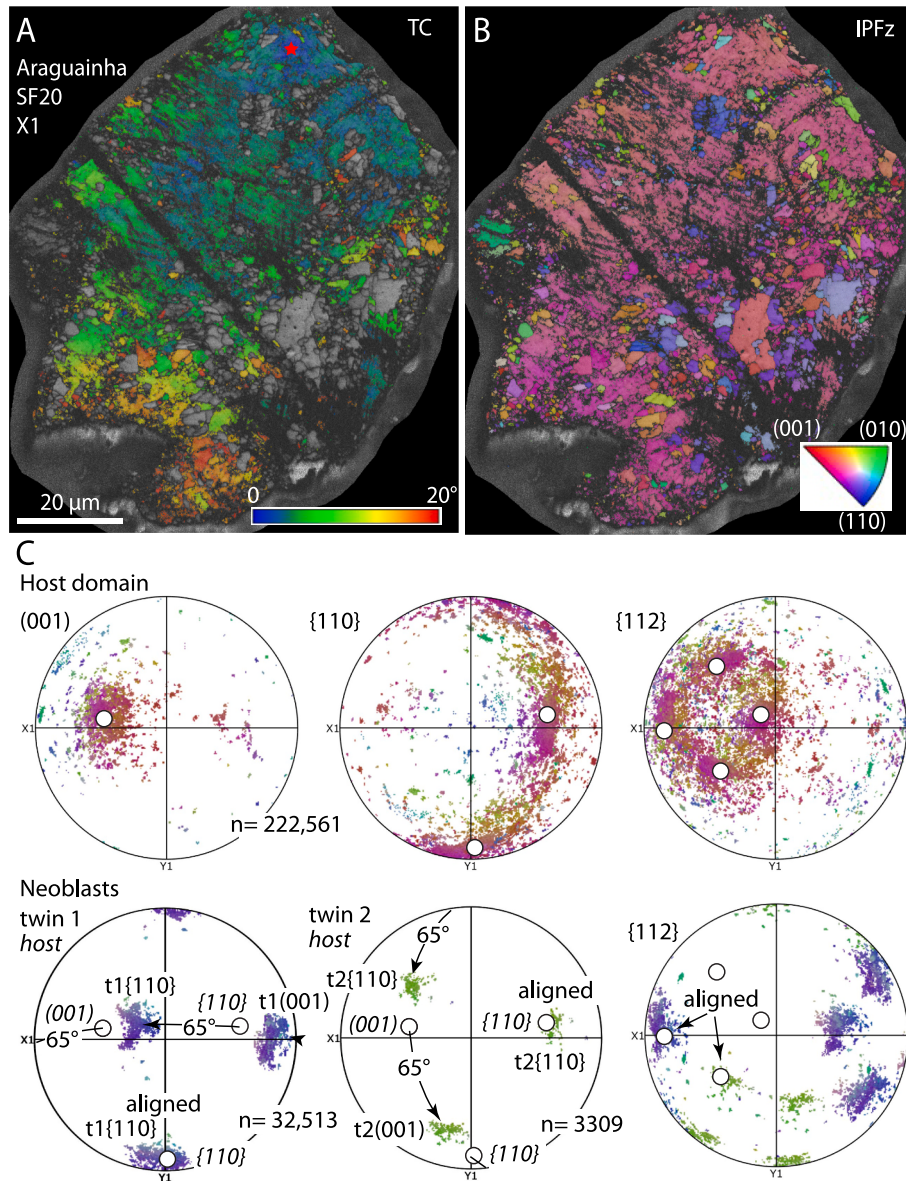 A
TC
Araguainha
SF20
X1
0
20°
20 µm
B
IPFz
(001)
(010)
(110)
C
Host domain
(001)
{110}
{112}
X1
X1
X1
n= 222,561
Y1
Y1
Y1
Neoblasts
twin 1
host
twin 2
host
{112}
65°
t1{110}
t2{110}
aligned
aligned
(001)
{110}
t1(001)
(001)
{110}
65°
65°
X1
X1
X1
t2{110}
65°
aligned
t1{110}
n= 32,513
{110}
t2(001)
n= 3309
{110}
Y1
Y1
Y1